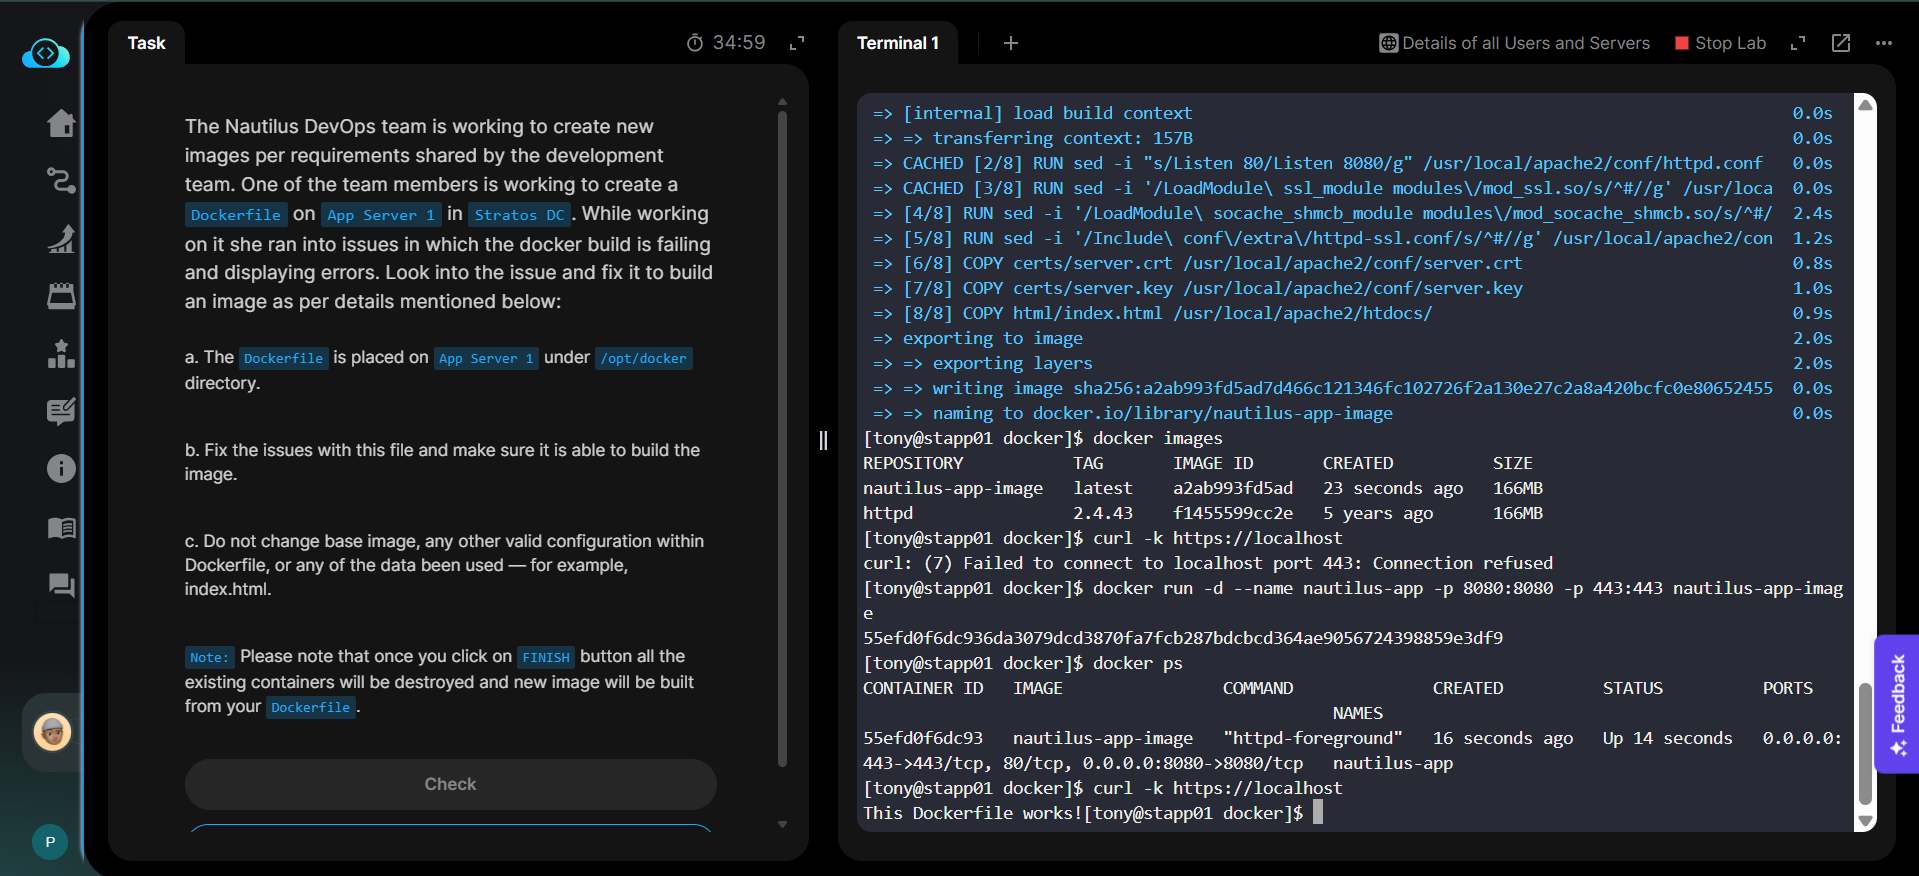 Task
34:59
The Nautilus DevOps team is working to create new
images per requirements shared by the development
team. One of the team members is working to create a
Dockerfile on App Server 1 in Stratos DC. While working
on it she ran into issues in which the docker build is failing
and displaying errors. Look into the issue and fix it to build
an image as per details mentioned below:
a. The Dockerfile is placed on App Server 1 under /opt/docker
directory.
b. Fix the issues with this file and make sure it is able to build the
image.
c. Do not change base image, any other valid configuration within
Dockerfile, or any of the data been used — for example,
index.html.
Note: Please note that once you click on FINISH button all the
existing containers will be destroyed and new image will be built
from your Dockerfile.
Check
P
Terminal 1
Details of all Users and Servers
Stop Lab
=> [internal] load build context 0.0s
=> => transferring context: 157B 0.0s
=> CACHED [2/8] RUN sed -i "s/Listen 80/Listen 8080/g" /usr/local/apache2/conf/httpd.conf 0.0s
=> CACHED [3/8] RUN sed -i '/LoadModule\ ssl_module modules\/mod_ssl.so/s/^#//g' /usr/loca 0.0s
=> [4/8] RUN sed -i '/LoadModule\ socache_shmcb_module modules\/mod_socache_shmcb.so/s/^#/ 2.4s
=> [5/8] RUN sed -i '/Include\ conf\/extra\/httpd-ssl.conf/s/^#//g' /usr/local/apache2/con 1.2s
=> [6/8] COPY certs/server.crt /usr/local/apache2/conf/server.crt 0.8s
=> [7/8] COPY certs/server.key /usr/local/apache2/conf/server.key 1.0s
=> [8/8] COPY html/index.html /usr/local/apache2/htdocs/ 0.9s
=> exporting to image 2.0s
=> => exporting layers 2.0s
=> => writing image sha256:a2ab993fd5ad7d466c121346fc102726f2a130e27c2a8a420bcfc0e80652455 0.0s
=> => naming to docker.io/library/nautilus-app-image 0.0s
[tony@stapp01 docker]$ docker images
REPOSITORY TAG IMAGE ID CREATED SIZE
nautilus-app-image latest a2ab993fd5ad 23 seconds ago 166MB
httpd 2.4.43 f1455599cc2e 5 years ago 166MB
[tony@stapp01 docker]$ curl -k https://localhost
curl: (7) Failed to connect to localhost port 443: Connection refused
[tony@stapp01 docker]$ docker run -d --name nautilus-app -p 8080:8080 -p 443:443 nautilus-app-imag
e
55efd0f6dc936da3079dcd3870fa7fcb287bdcbcd364ae9056724398859e3df9
[tony@stapp01 docker]$ docker ps
CONTAINER ID IMAGE COMMAND CREATED STATUS PORTS
NAMES
55efd0f6dc93 nautilus-app-image "httpd-foreground" 16 seconds ago Up 14 seconds 0.0.0.0:
443->443/tcp, 80/tcp, 0.0.0.0:8080->8080/tcp nautilus-app
[tony@stapp01 docker]$ curl -k https://localhost
This Dockerfile works![tony@stapp01 docker]$
Feedback